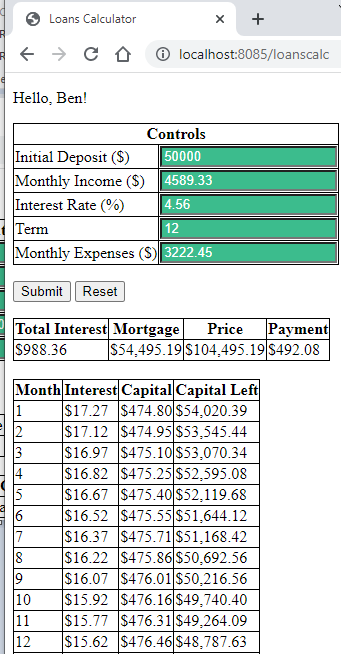 Loans Calculator
localhost:8085/loanscalc
Hello, Ben!
Controls
Initial Deposit ($) 50000
Monthly Income ($) 4589.33
Interest Rate (%) 4.56
Term 12
Monthly Expenses ($) 3222.45
Submit Reset
Total Interest Mortgage Price Payment
$988.36 $54,495.19 $104,495.19 $492.08
Month Interest Capital Capital Left
1 $17.27 $474.80 $54,020.39
2 $17.12 $474.95 $53,545.44
3 $16.97 $475.10 $53,070.34
4 $16.82 $475.25 $52,595.08
5 $16.67 $475.40 $52,119.68
6 $16.52 $475.55 $51,644.12
7 $16.37 $475.71 $51,168.42
8 $16.22 $475.86 $50,692.56
9 $16.07 $476.01 $50,216.56
10 $15.92 $476.16 $49,740.40
11 $15.77 $476.31 $49,264.09
12 $15.62 $476.46 $48,787.63